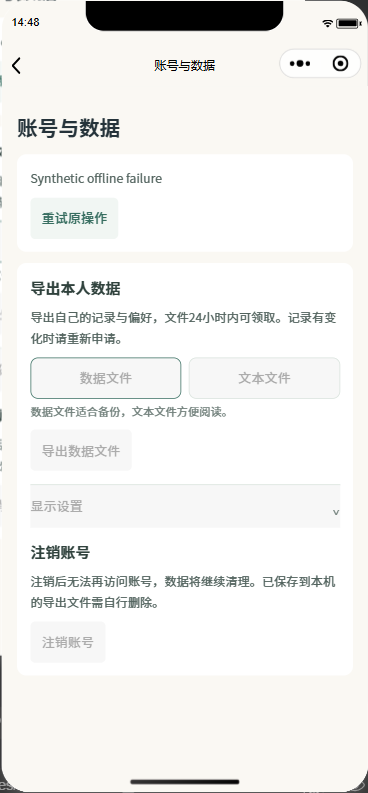 14:48
账号与数据
账号与数据
Synthetic offline failure
重试原操作
导出本人数据
导出自己的记录与偏好，文件24小时内可领取。记录有变
化时请重新申请。
数据文件 文本文件
数据文件适合备份，文本文件方便阅读。
导出数据文件
显示设置
注销账号
注销后无法再访问账号，数据将继续清理。已保存到本机
的导出文件需自行删除。
注销账号